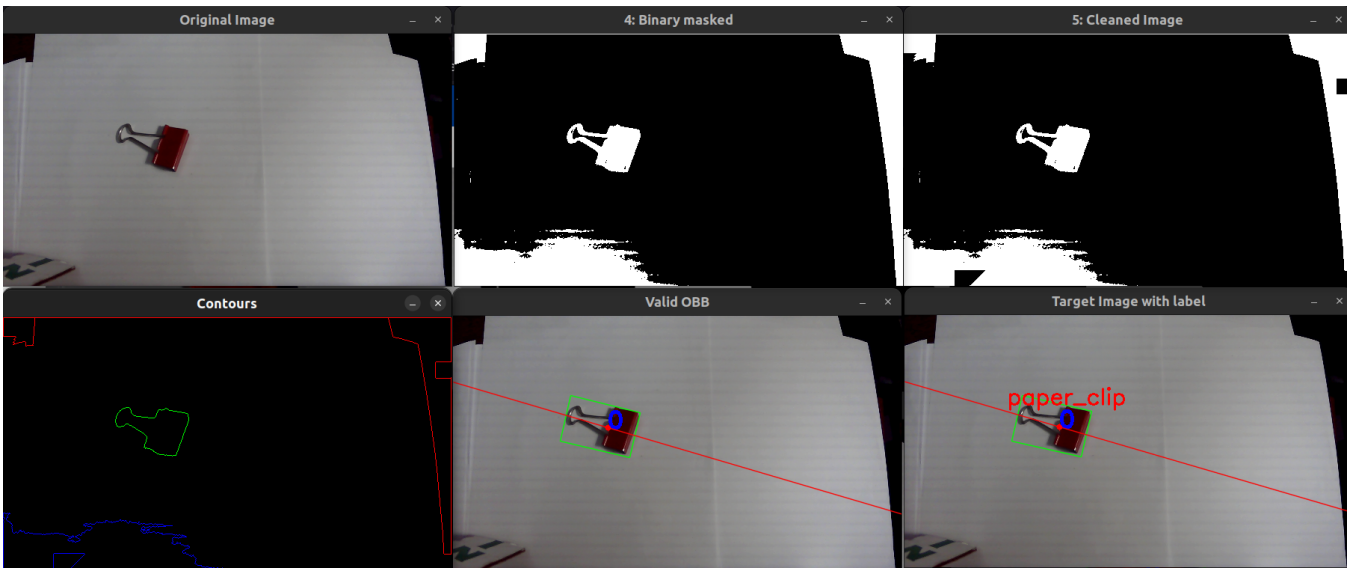 Original Image
4: Binary masked
5: Cleaned Image
Contours
Valid OBB
Target Image with label
paper_clip